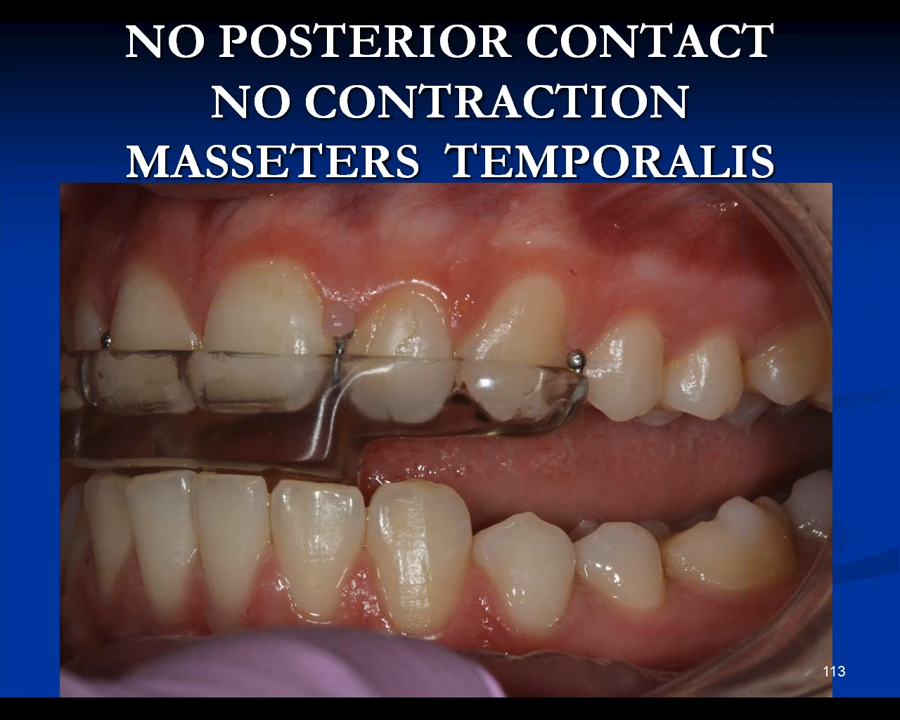 NO POSTERIOR CONTACT
NO CONTRACTION
MASSETERS TEMPORALIS
113